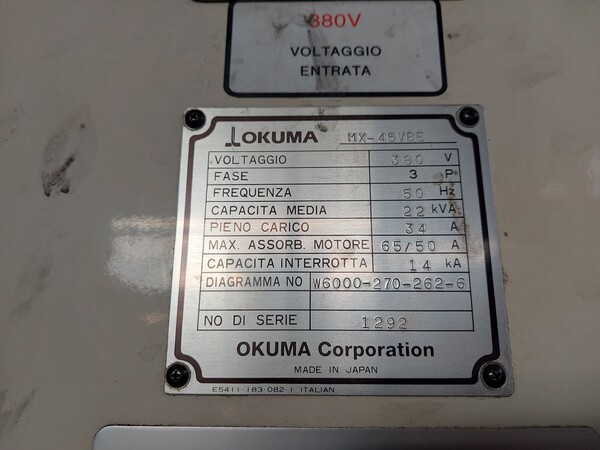 380V
VOLTAGGIO
ENTRATA
OKUMA MX-45VBE
VOLTAGGIO 380 V
FASE 3 P
FREQUENZA 50 Hz
CAPACITA MEDIA 22 kVA
PIENO CARICO 34 A
MAX. ASSORB. MOTORE 65/50 A
CAPACITA INTERROTTA 14 kA
DIAGRAMMA NO W6000-270-262-6
NO DI SERIE 1292
OKUMA Corporation
MADE IN JAPAN
E5411-183-082-1 ITALIAN